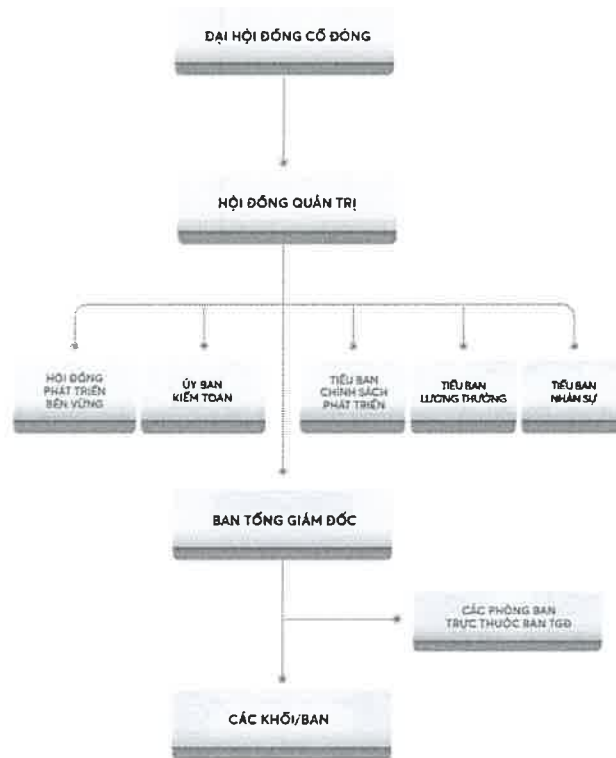 ĐẠI HỘI ĐỒNG CỔ ĐÔNG
HỘI ĐỒNG QUẢN TRỊ
HỘI ĐỒNG
PHÁT TRIỂN
BỀN VỮNG
ỦY BAN
KIỂM TOÁN
TIỂU BAN
CHÍNH SÁCH
PHÁT TRIỂN
TIỂU BAN
LƯƠNG THƯỞNG
TIỂU BAN
NHÂN SỰ
BAN TỔNG GIÁM ĐỐC
CÁC PHÒNG BAN
TRỰC THUỘC BAN TGĐ
CÁC KHỐI/BAN